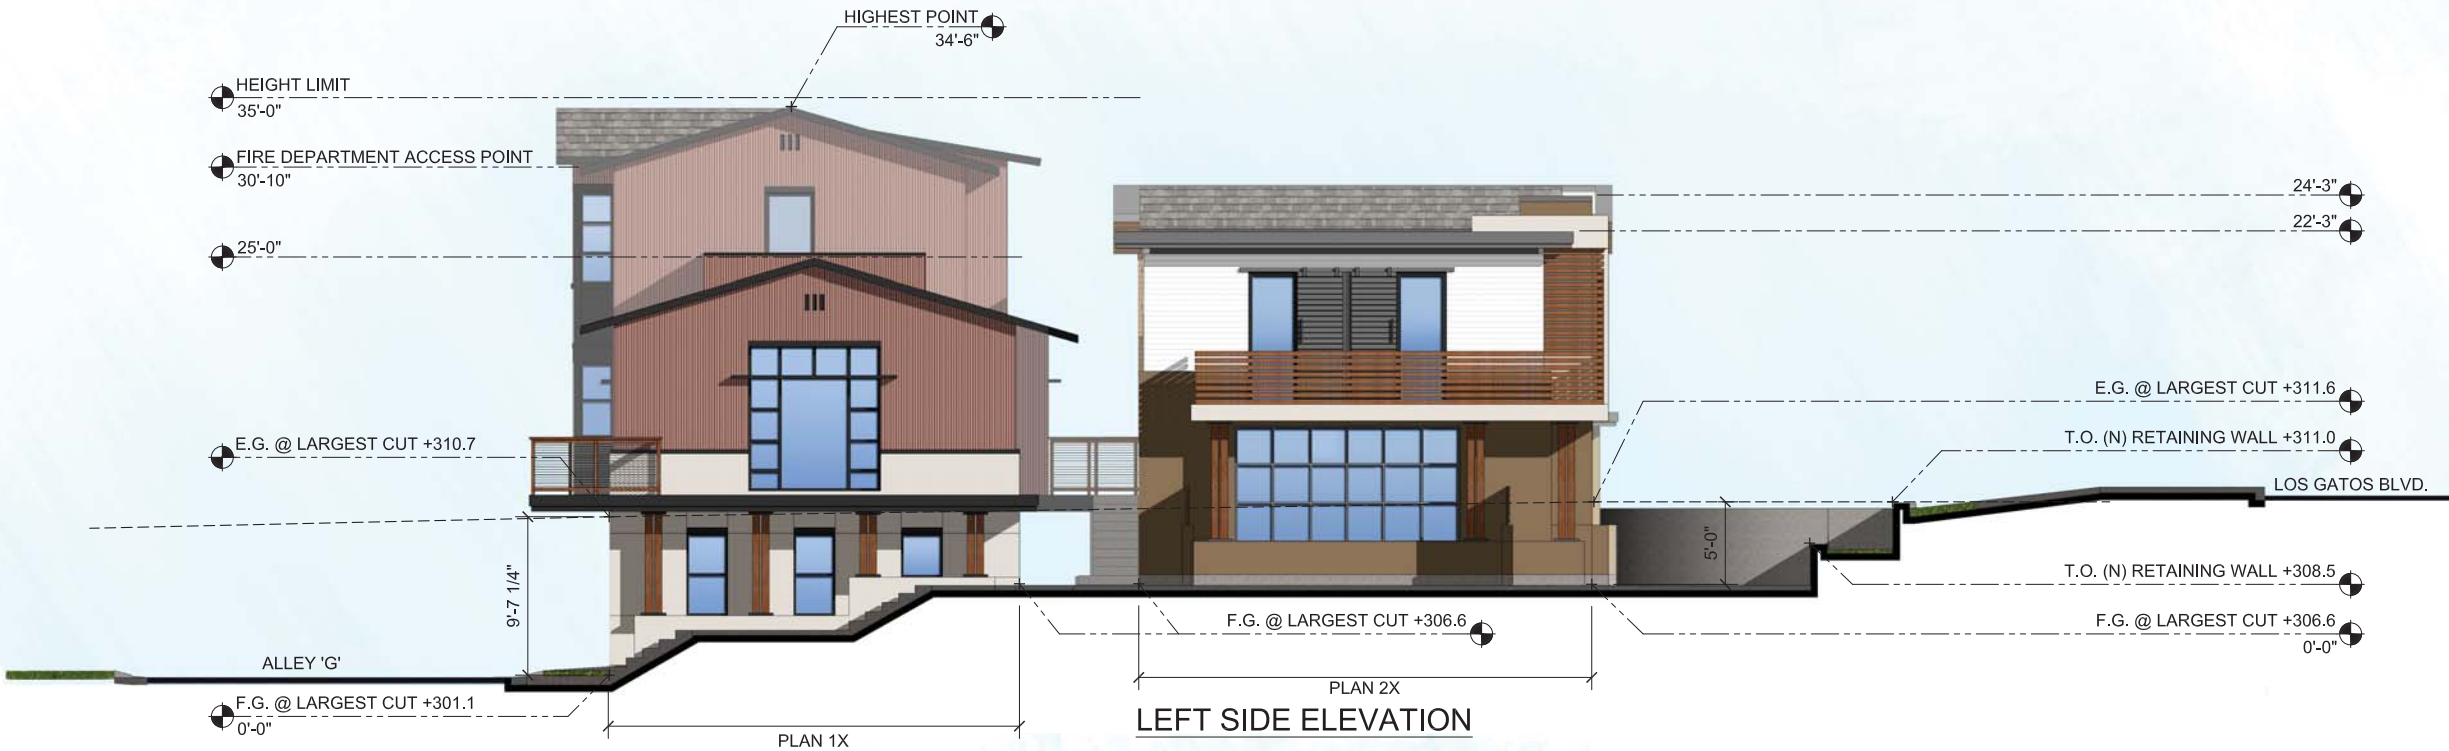 HIGHEST POINT
34'-6"
HEIGHT LIMIT
35'-0"
FIRE DEPARTMENT ACCESS POINT
30'-10"
24'-3"
22'-3"
25'-0"
E.G. @ LARGEST CUT +311.6
E.G. @ LARGEST CUT +310.7
T.O. (N) RETAINING WALL +311.0
LOS GATOS BLVD.
5'-0"
9'-7 1/4"
T.O. (N) RETAINING WALL +308.5
F.G. @ LARGEST CUT +306.6
F.G. @ LARGEST CUT +306.6
0'-0"
ALLEY 'G'
F.G. @ LARGEST CUT +301.1
0'-0"
PLAN 2X
PLAN 1X
LEFT SIDE ELEVATION